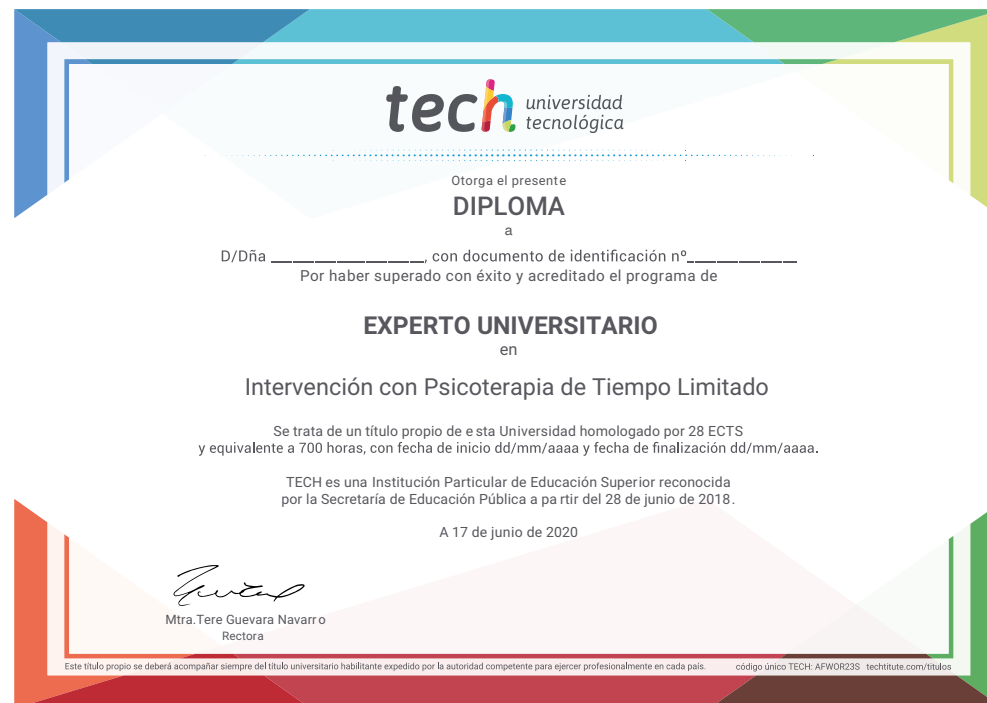 tech universidad
tecnológica
Otorga el presente
DIPLOMA
a
D/Dña ____________________, con documento de identificación nº______________
Por haber superado con éxito y acreditado el programa de
EXPERTO UNIVERSITARIO
en
Intervención con Psicoterapia de Tiempo Limitado
Se trata de un título propio de esta Universidad homologado por 28 ECTS
y equivalente a 700 horas, con fecha de inicio dd/mm/aaaa y fecha de finalización dd/mm/aaaa.
TECH es una Institución Particular de Educación Superior reconocida
por la Secretaría de Educación Pública a partir del 28 de junio de 2018.
A 17 de junio de 2020
Mtra.Tere Guevara Navarro
Rectora
Este título propio se deberá acompañar siempre del título universitario habilitante expedido por la autoridad competente para ejercer profesionalmente en cada país. código único TECH: AFWOR23S techtitute.com/titulos